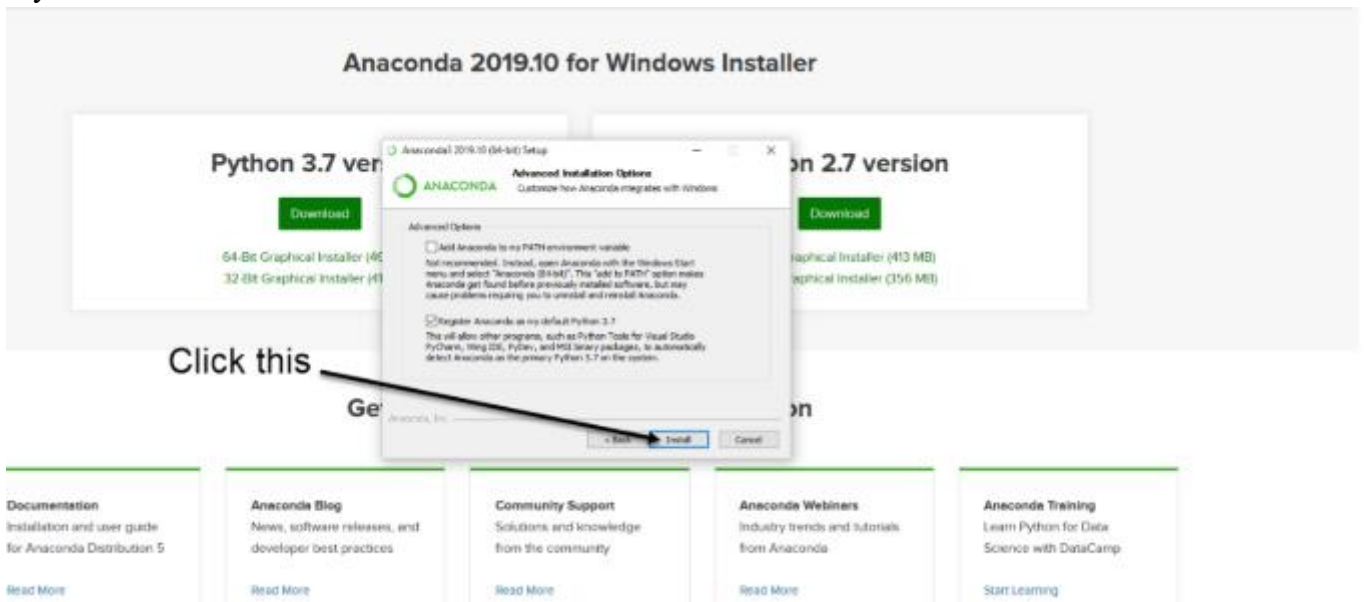 Anaconda 2019.10 for Windows Installer
Python 3.7 ver
on 2.7 version
Download
Download
64-Bit Graphical Installer (46
32-Bit Graphical Installer (41
raphical Installer (413 MB)
raphical Installer (356 MB)
Anaconda3 2019.10 (64-bit) Setup
ANACONDA
Advanced Installation Options
Customize how Anaconda integrates with Windows
Advanced Options
Add Anaconda to my PATH environment variable
Not recommended. Instead, open Anaconda with the Windows Start
menu and select "Anaconda (64-bit)". This "add to PATH" option makes
Anaconda get found before previously installed software, but may
cause problems requiring you to uninstall and reinstall Anaconda.
Register Anaconda as my default Python 3.7
This will allow other programs, such as Python Tools for Visual Studio
PyCharm, Wing IDE, PyDev, and MSI binary packages, to automatically
detect Anaconda as the primary Python 3.7 on the system.
Anaconda, Inc.
< Back
Install
Cancel
Click this
Ge
on
Documentation
Installation and user guide
for Anaconda Distribution 5
Read More
Anaconda Blog
News, software releases, and
developer best practices
Read More
Community Support
Solutions and knowledge
from the community
Read More
Anaconda Webinars
Industry trends and tutorials
from Anaconda
Read More
Anaconda Training
Learn Python for Data
Science with DataCamp
Start Learning